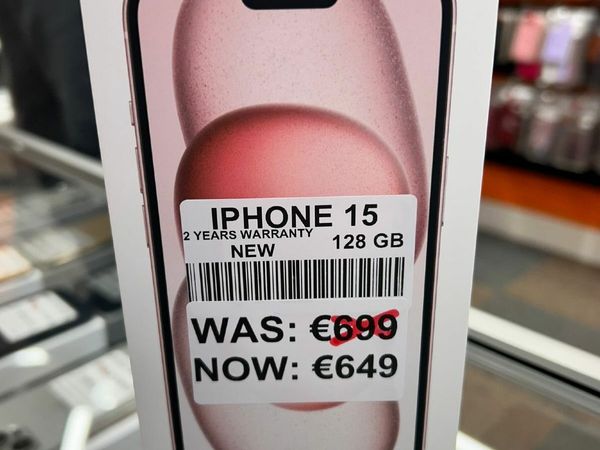 IPHONE 15
2 YEARS WARRANTY
NEW 128 GB
WAS: €699
NOW: €649